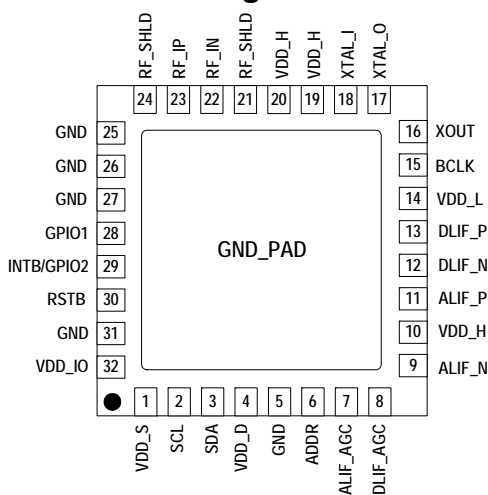 RF_SHLD
RF_IP
RF_IN
RF_SHLD
VDD_H
VDD_H
XTAL_I
XTAL_O
24 23 22 21 20 19 18 17
GND 25
GND 26
GND 27
GPIO1 28
INTB/GPIO2 29
RSTB 30
GND 31
VDD_IO 32
GND_PAD
16 XOUT
15 BCLK
14 VDD_L
13 DLIF_P
12 DLIF_N
11 ALIF_P
10 VDD_H
9 ALIF_N
1 2 3 4 5 6 7 8
VDD_S
SCL
SDA
VDD_D
GND
ADDR
ALIF_AGC
DLIF_AGC